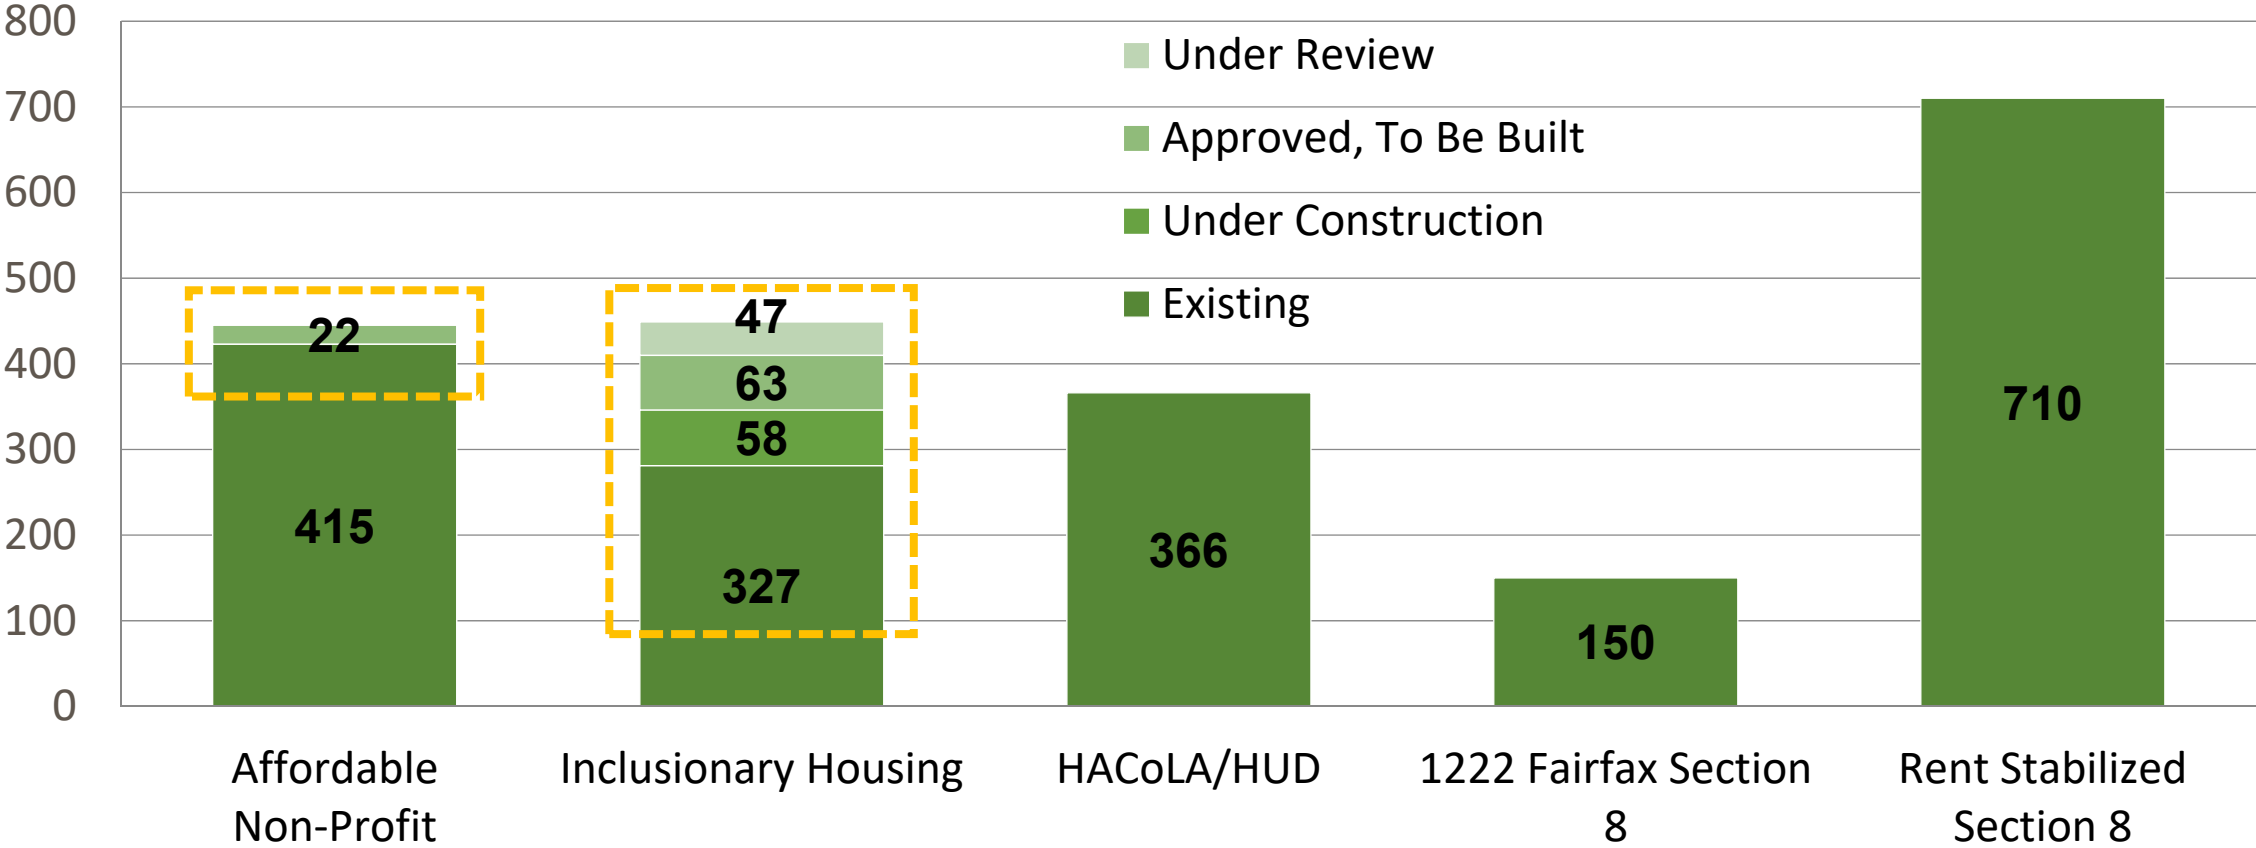 800
700
600
500
400
300
200
100
0
Under Review
Approved, To Be Built
Under Construction
Existing
22
415
47
63
58
327
366
150
710
Affordable
Non-Profit
Inclusionary Housing
HACoLA/HUD
1222 Fairfax Section
8
Rent Stabilized
Section 8